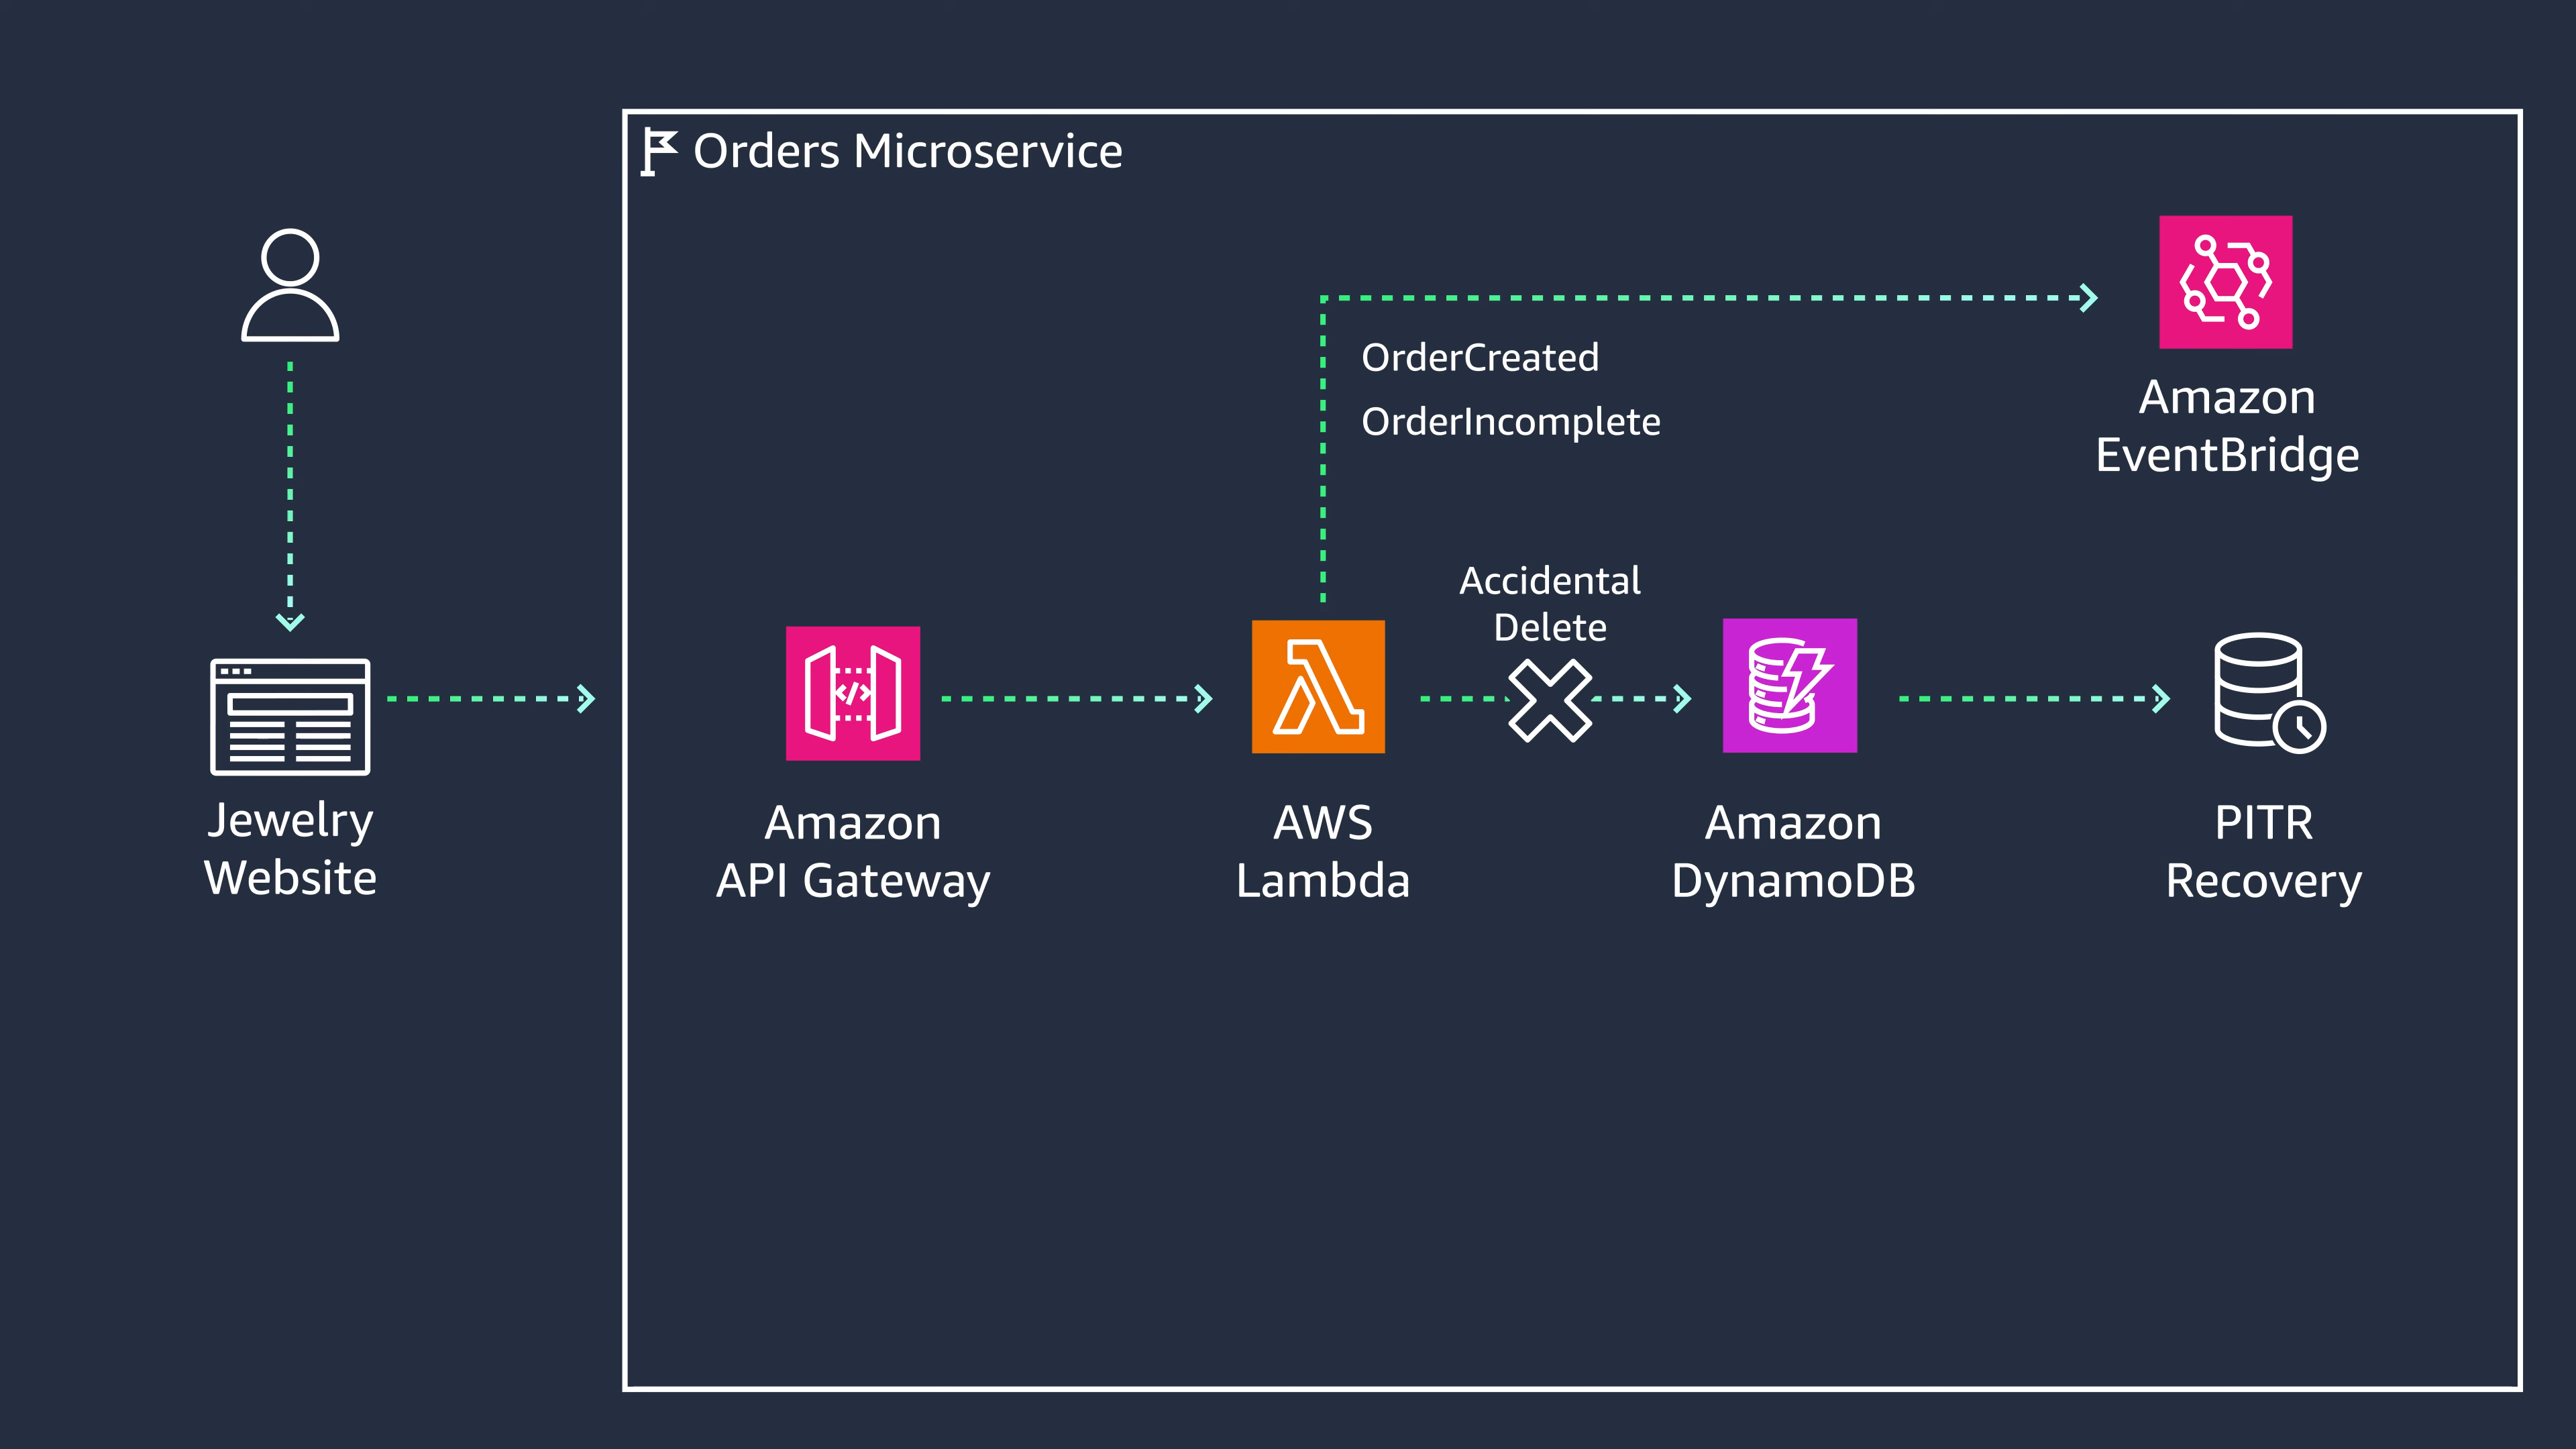 Orders Microservice
OrderCreated
OrderIncomplete
Amazon
EventBridge
Accidental
Delete
Jewelry
Website
Amazon
API Gateway
AWS
Lambda
Amazon
DynamoDB
PITR
Recovery